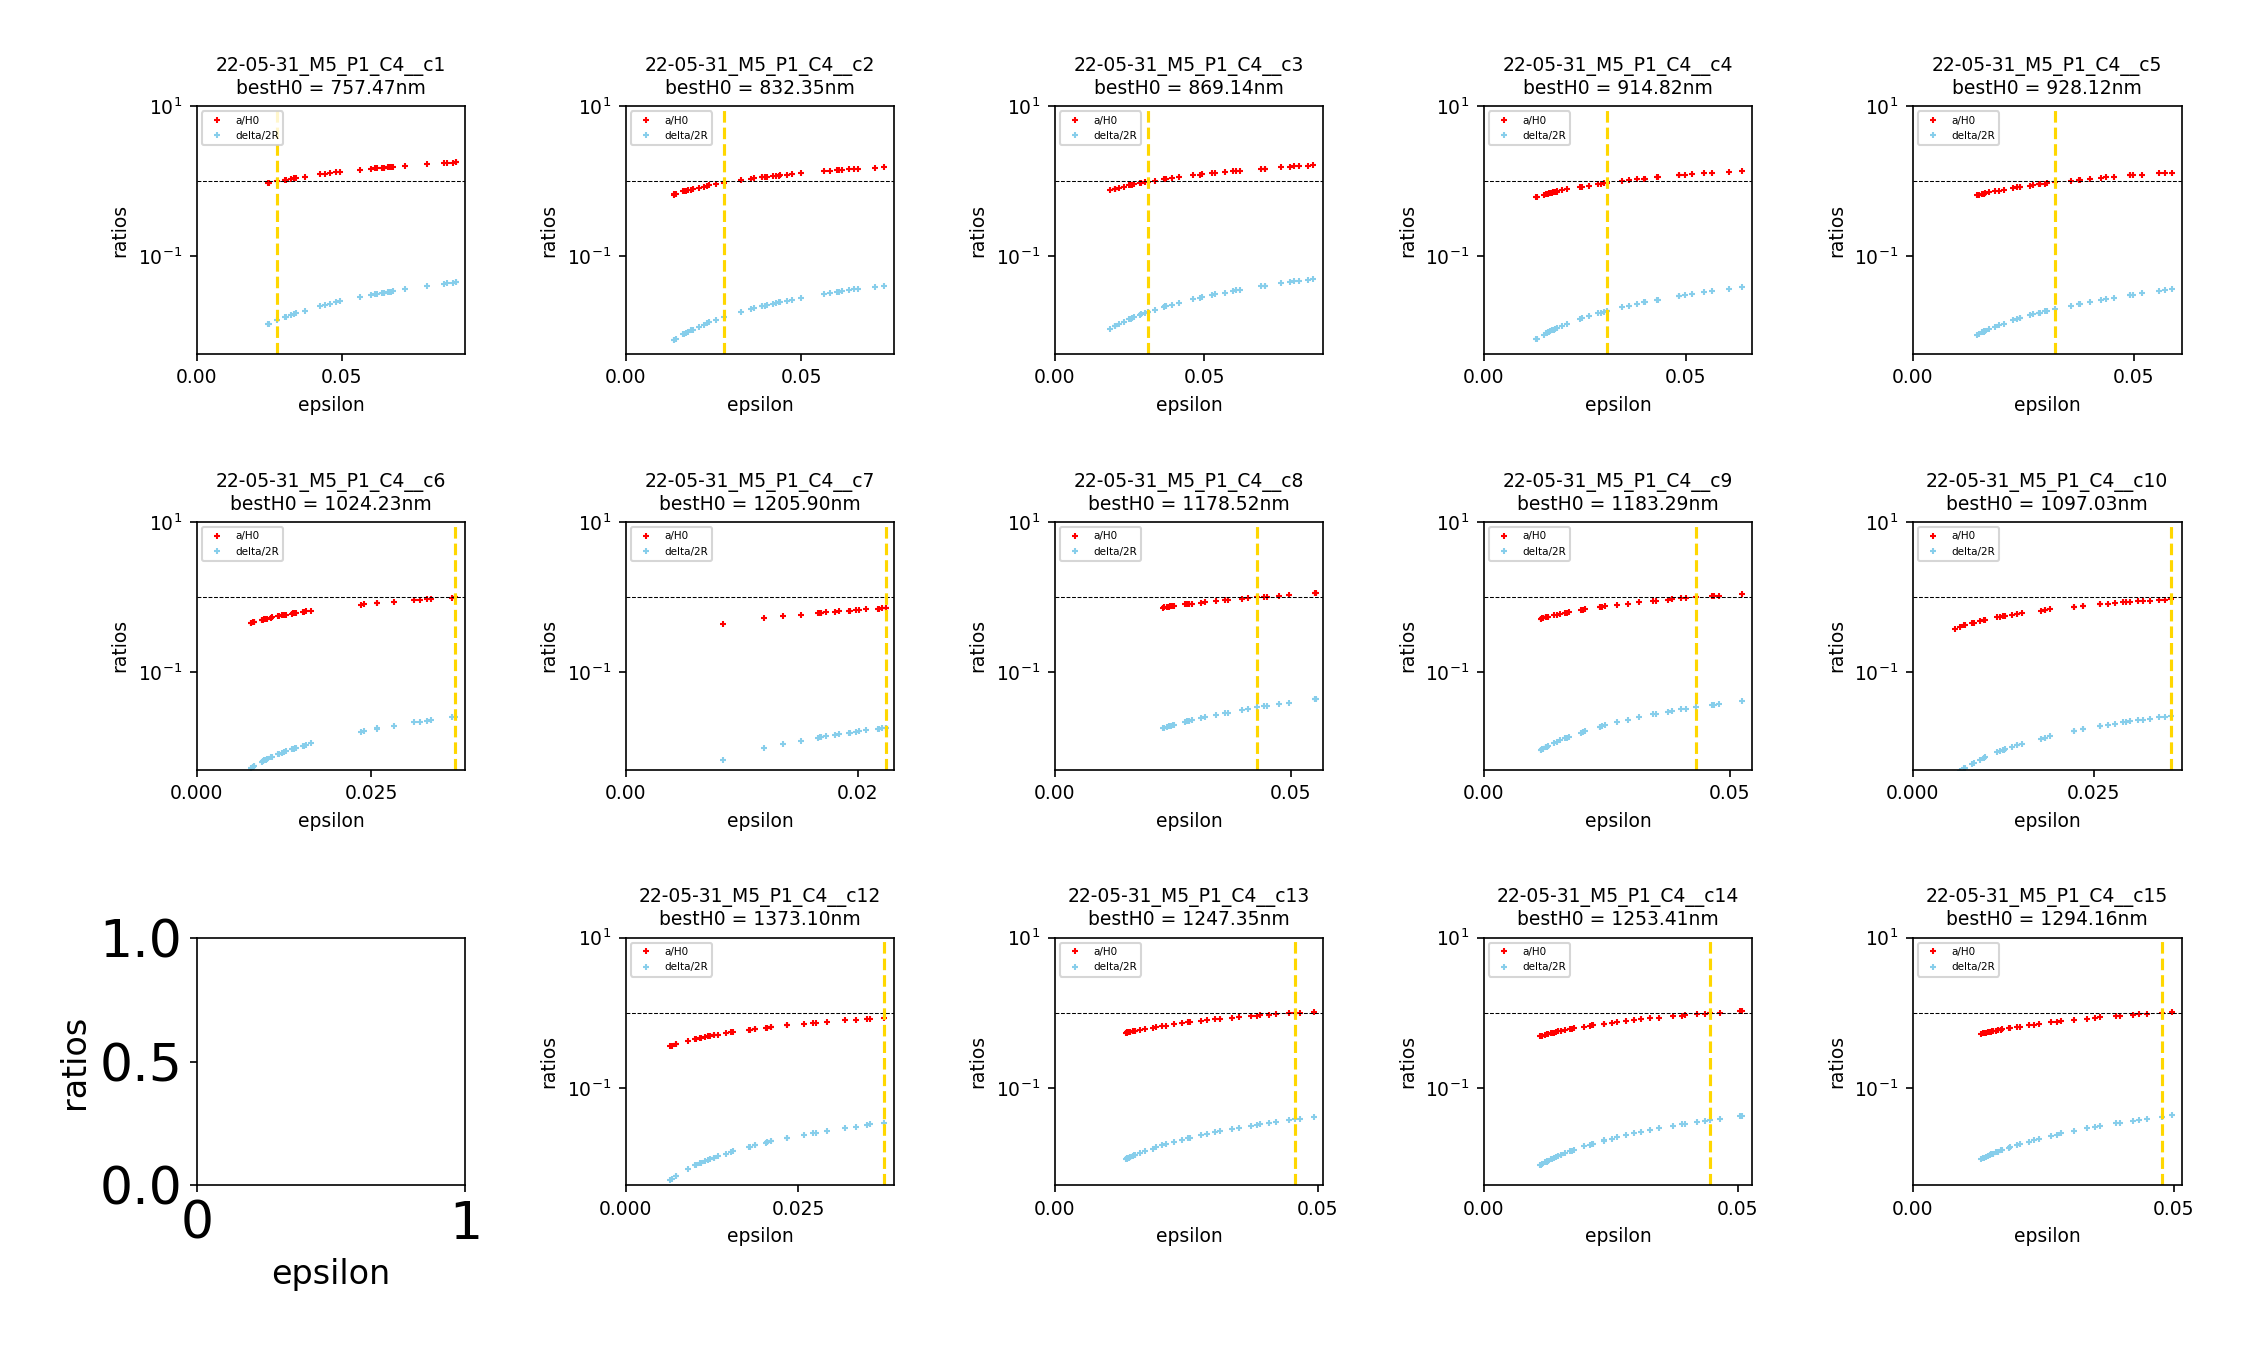 22-05-31_M5_P1_C4__c1
bestH0 = 757.47nm
10¹
a/H0
delta/2R
ratios
10⁻¹
0.00
0.05
epsilon
22-05-31_M5_P1_C4__c2
bestH0 = 832.35nm
10¹
a/H0
delta/2R
ratios
10⁻¹
0.00
0.05
epsilon
22-05-31_M5_P1_C4__c3
bestH0 = 869.14nm
10¹
a/H0
delta/2R
ratios
10⁻¹
0.00
0.05
epsilon
22-05-31_M5_P1_C4__c4
bestH0 = 914.82nm
10¹
a/H0
delta/2R
ratios
10⁻¹
0.00
0.05
epsilon
22-05-31_M5_P1_C4__c5
bestH0 = 928.12nm
10¹
a/H0
delta/2R
ratios
10⁻¹
0.00
0.05
epsilon
22-05-31_M5_P1_C4__c6
bestH0 = 1024.23nm
10¹
a/H0
delta/2R
ratios
10⁻¹
0.000
0.025
epsilon
22-05-31_M5_P1_C4__c7
bestH0 = 1205.90nm
10¹
a/H0
delta/2R
ratios
10⁻¹
0.00
0.02
epsilon
22-05-31_M5_P1_C4__c8
bestH0 = 1178.52nm
10¹
a/H0
delta/2R
ratios
10⁻¹
0.00
0.05
epsilon
22-05-31_M5_P1_C4__c9
bestH0 = 1183.29nm
10¹
a/H0
delta/2R
ratios
10⁻¹
0.00
0.05
epsilon
22-05-31_M5_P1_C4__c10
bestH0 = 1097.03nm
10¹
a/H0
delta/2R
ratios
10⁻¹
0.000
0.025
epsilon
1.0
ratios
0.5
0.0
0
1
epsilon
22-05-31_M5_P1_C4__c12
bestH0 = 1373.10nm
10¹
a/H0
delta/2R
ratios
10⁻¹
0.000
0.025
epsilon
22-05-31_M5_P1_C4__c13
bestH0 = 1247.35nm
10¹
a/H0
delta/2R
ratios
10⁻¹
0.00
0.05
epsilon
22-05-31_M5_P1_C4__c14
bestH0 = 1253.41nm
10¹
a/H0
delta/2R
ratios
10⁻¹
0.00
0.05
epsilon
22-05-31_M5_P1_C4__c15
bestH0 = 1294.16nm
10¹
a/H0
delta/2R
ratios
10⁻¹
0.00
0.05
epsilon